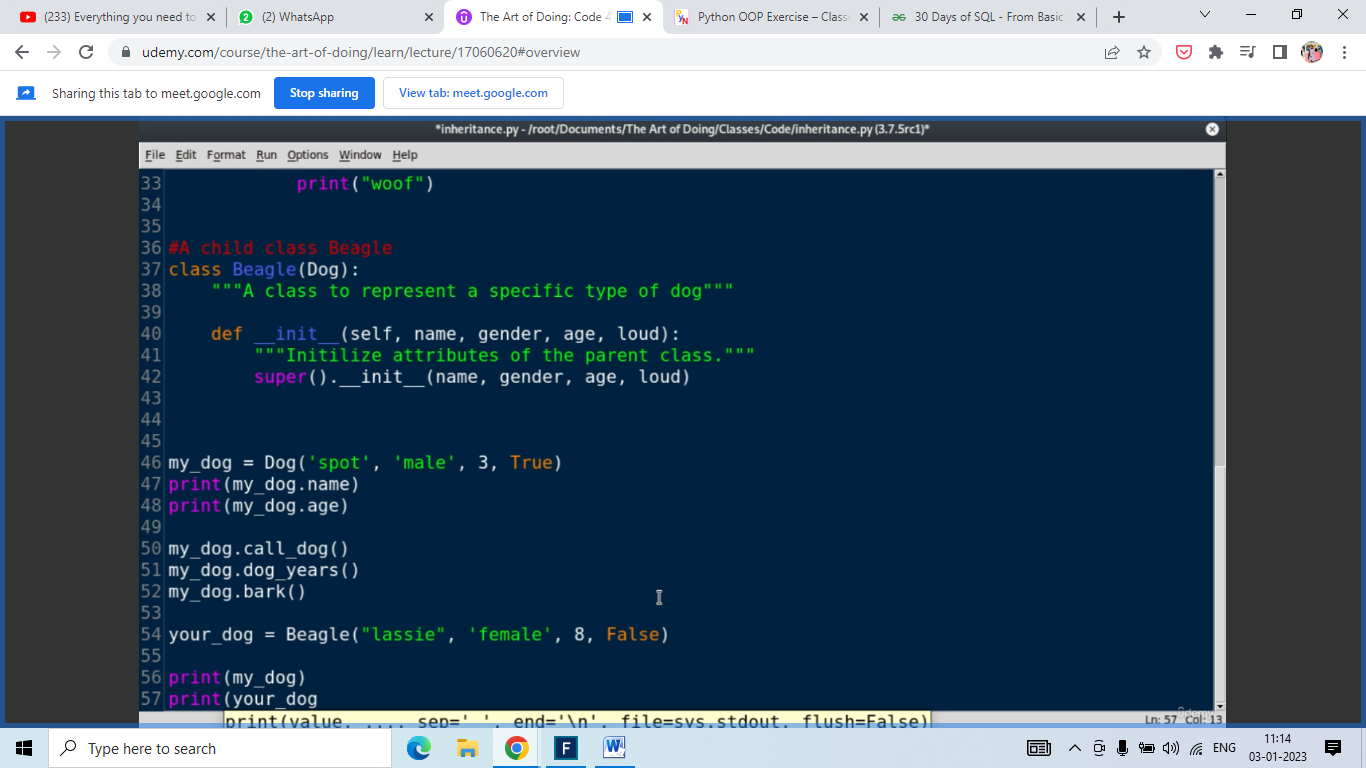 (233) Everything you need to
(2) WhatsApp
The Art of Doing: Code 4
Python OOP Exercise – Classe
30 Days of SQL - From Basic
udemy.com/course/the-art-of-doing/learn/lecture/17060620#overview
Sharing this tab to meet.google.com
Stop sharing
View tab: meet.google.com
*inheritance.py - /root/Documents/The Art of Doing/Classes/Code/inheritance.py (3.7.5rc1)*
File Edit Format Run Options Window Help
33 print("woof")
34
35
36 #A child class Beagle
37 class Beagle(Dog):
38 """A class to represent a specific type of dog"""
39
40 def __init__(self, name, gender, age, loud):
41 """Initilize attributes of the parent class."""
42 super().__init__(name, gender, age, loud)
43
44
45
46 my_dog = Dog('spot', 'male', 3, True)
47 print(my_dog.name)
48 print(my_dog.age)
49
50 my_dog.call_dog()
51 my_dog.dog_years()
52 my_dog.bark()
53
54 your_dog = Beagle("lassie", 'female', 8, False)
55
56 print(my_dog)
57 print(your_dog
print(value, ..., sep=' ', end='\n', file=sys.stdout, flush=False)
Udemy
Ln: 57 Col: 13
Type here to search
F
W
ENG
11:14
03-01-2023